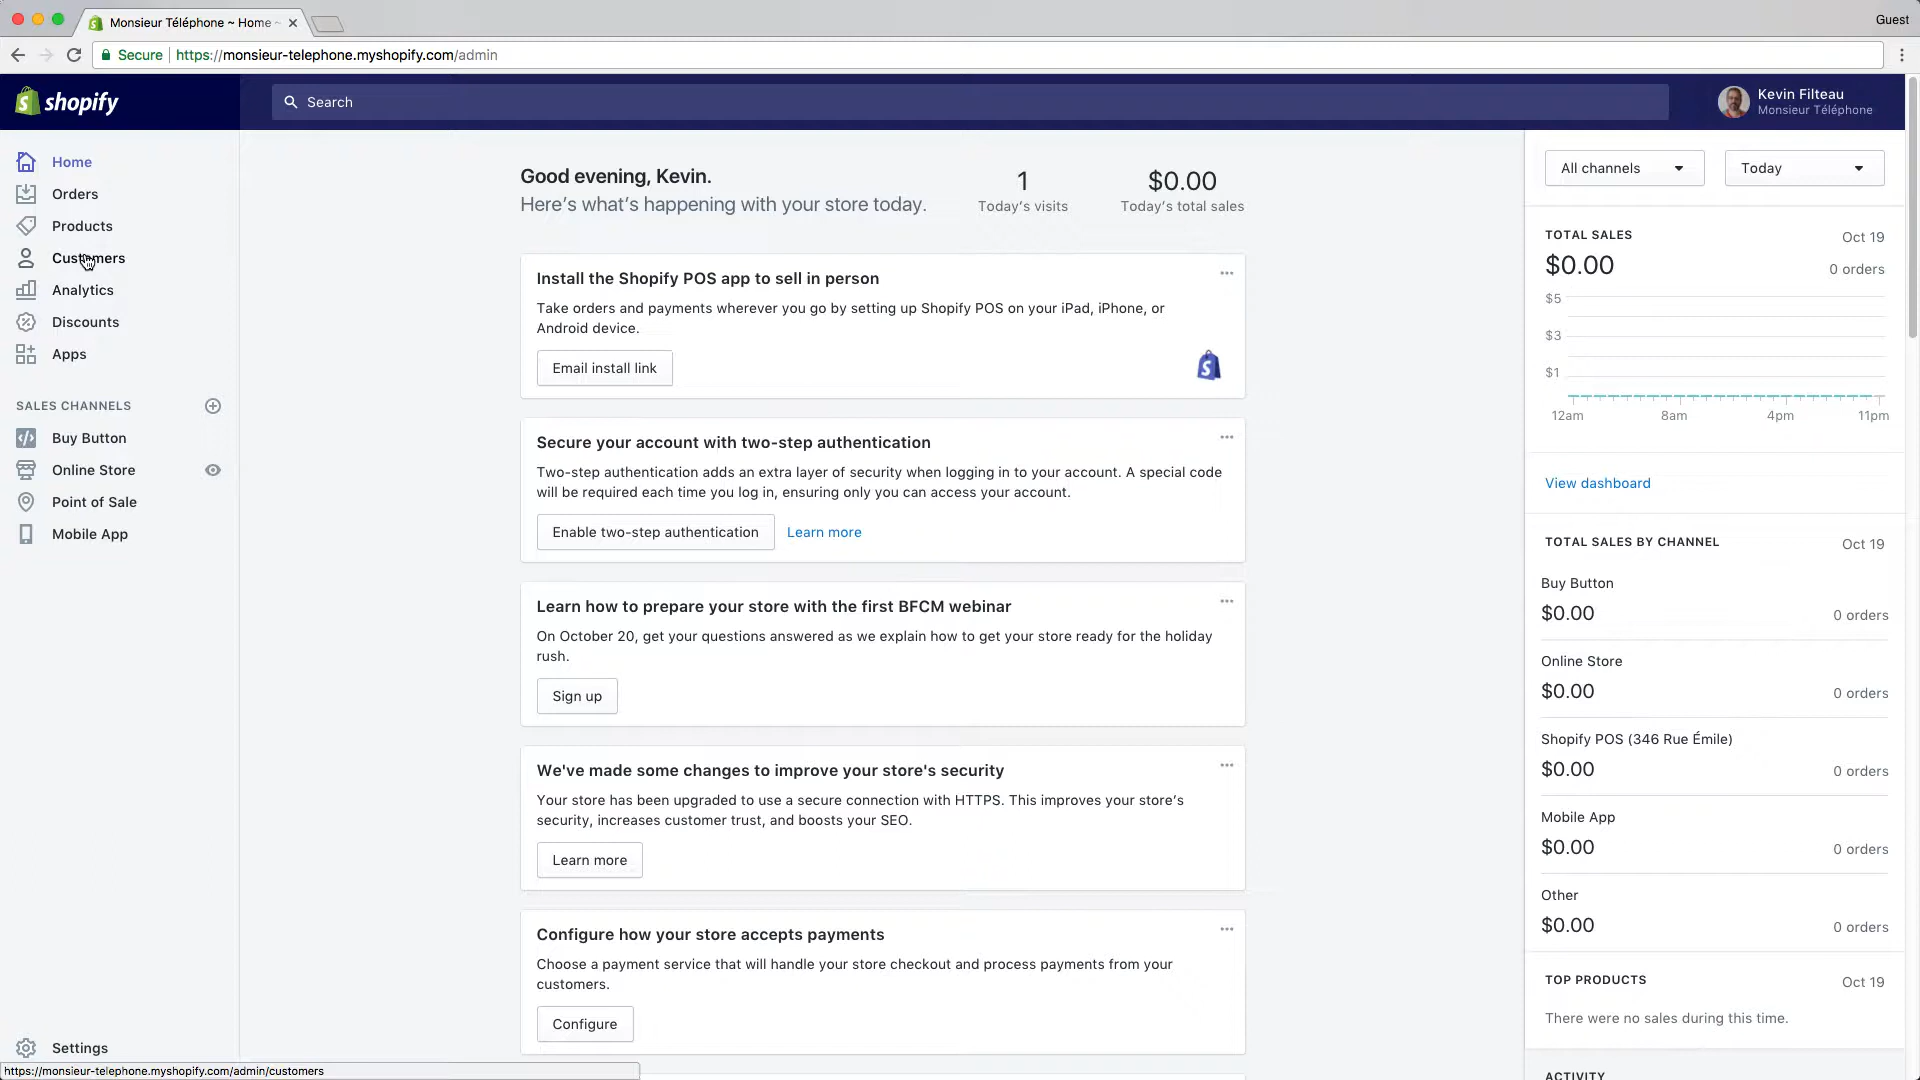 Monsieur Téléphone ~ Home ~
Guest
Secure
https://monsieur-telephone.myshopify.com/admin
shopify
Search
Kevin Filteau
Monsieur Téléphone
Home
Orders
Products
Customers
Analytics
Discounts
Apps
SALES CHANNELS
Buy Button
Online Store
Point of Sale
Mobile App
Settings
https://monsieur-telephone.myshopify.com/admin/customers
Good evening, Kevin.
Here's what's happening with your store today.
1
Today's visits
$0.00
Today's total sales
Install the Shopify POS app to sell in person
Take orders and payments wherever you go by setting up Shopify POS on your iPad, iPhone, or
Android device.
Email install link
Secure your account with two-step authentication
Two-step authentication adds an extra layer of security when logging in to your account. A special code
will be required each time you log in, ensuring only you can access your account.
Enable two-step authentication
Learn more
Learn how to prepare your store with the first BFCM webinar
On October 20, get your questions answered as we explain how to get your store ready for the holiday
rush.
Sign up
We've made some changes to improve your store's security
Your store has been upgraded to use a secure connection with HTTPS. This improves your store's
security, increases customer trust, and boosts your SEO.
Learn more
Configure how your store accepts payments
Choose a payment service that will handle your store checkout and process payments from your
customers.
Configure
All channels
Today
TOTAL SALES
Oct 19
$0.00
0 orders
$5
$3
$1
12am 8am 4pm 11pm
View dashboard
TOTAL SALES BY CHANNEL
Oct 19
Buy Button
$0.00
0 orders
Online Store
$0.00
0 orders
Shopify POS (346 Rue Émile)
$0.00
0 orders
Mobile App
$0.00
0 orders
Other
$0.00
0 orders
TOP PRODUCTS
Oct 19
There were no sales during this time.
ACTIVITY